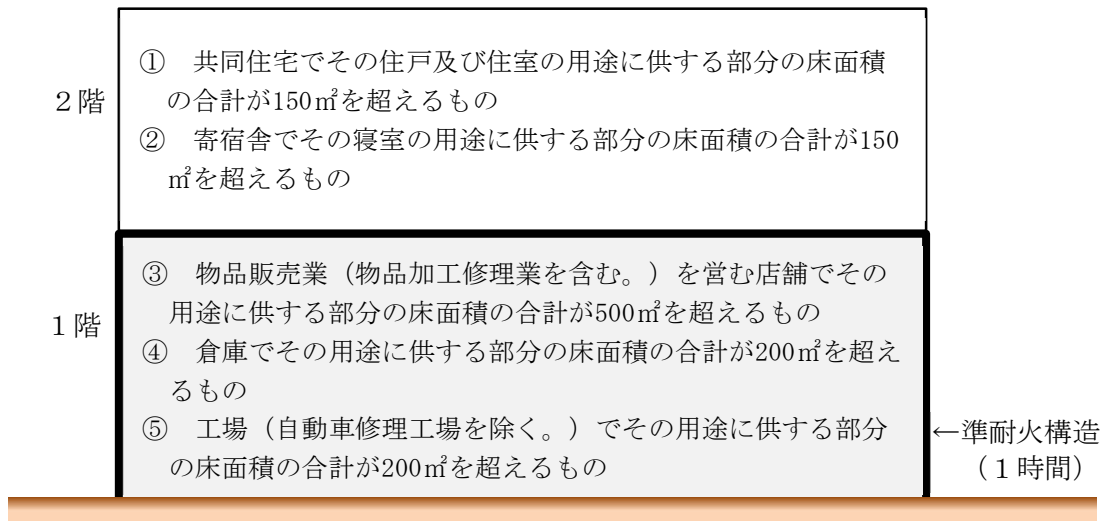 ２階
①　共同住宅でその住戸及び住室の用途に供する部分の床面積
の合計が150㎡を超えるもの
②　寄宿舎でその寝室の用途に供する部分の床面積の合計が150
㎡を超えるもの
１階
③　物品販売業（物品加工修理業を含む。）を営む店舗でその
用途に供する部分の床面積の合計が500㎡を超えるもの
④　倉庫でその用途に供する部分の床面積の合計が200㎡を超え
るもの
⑤　工場（自動車修理工場を除く。）でその用途に供する部分
の床面積の合計が200㎡を超えるもの
←準耐火構造
（１時間）